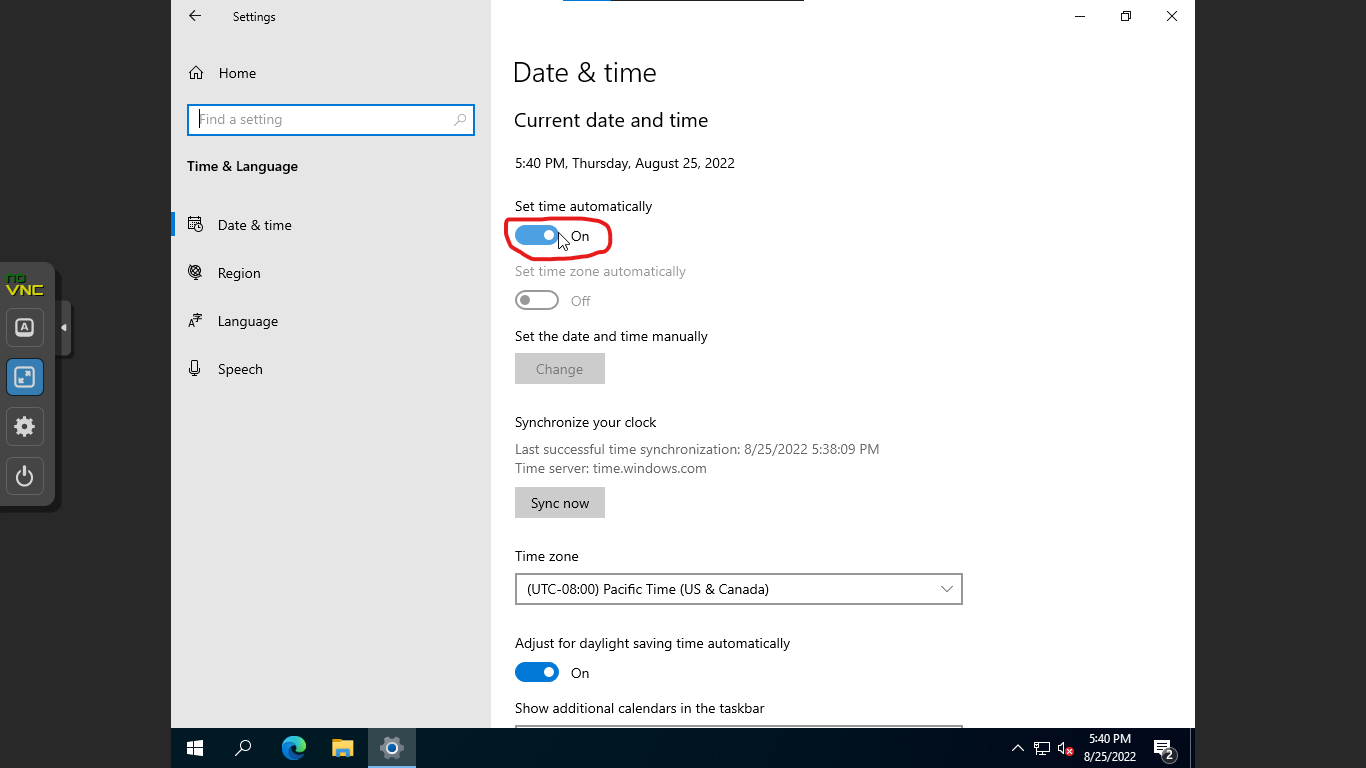 Settings
Home
Find a setting
Time & Language
Date & time
Region
Language
Speech
Date & time
Current date and time
5:40 PM, Thursday, August 25, 2022
Set time automatically
On
Set time zone automatically
Off
Set the date and time manually
Change
Synchronize your clock
Last successful time synchronization: 8/25/2022 5:38:09 PM
Time server: time.windows.com
Sync now
Time zone
(UTC-08:00) Pacific Time (US & Canada)
Adjust for daylight saving time automatically
On
Show additional calendars in the taskbar
no
VNC
A
5:40 PM
8/25/2022
2